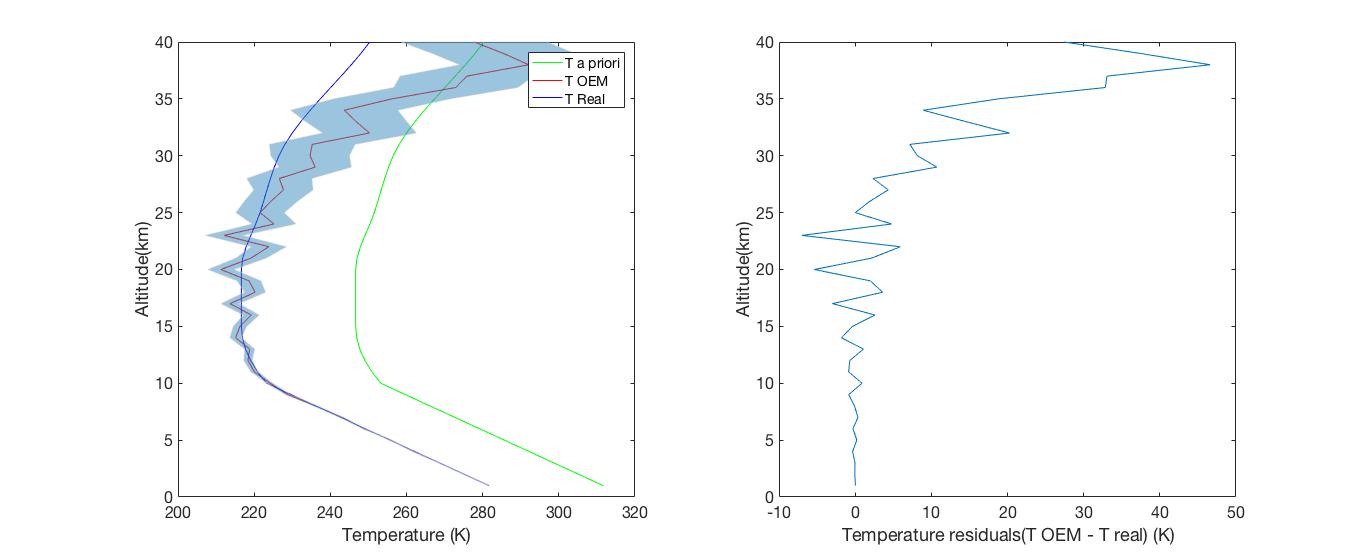 40
35
30
25
20
15
10
5
0
Altitude(km)
200 220 240 260 280 300 320
Temperature (K)
T a priori
T OEM
T Real
40
35
30
25
20
15
10
5
0
Altitude(km)
-10 0 10 20 30 40 50
Temperature residuals(T OEM - T real) (K)